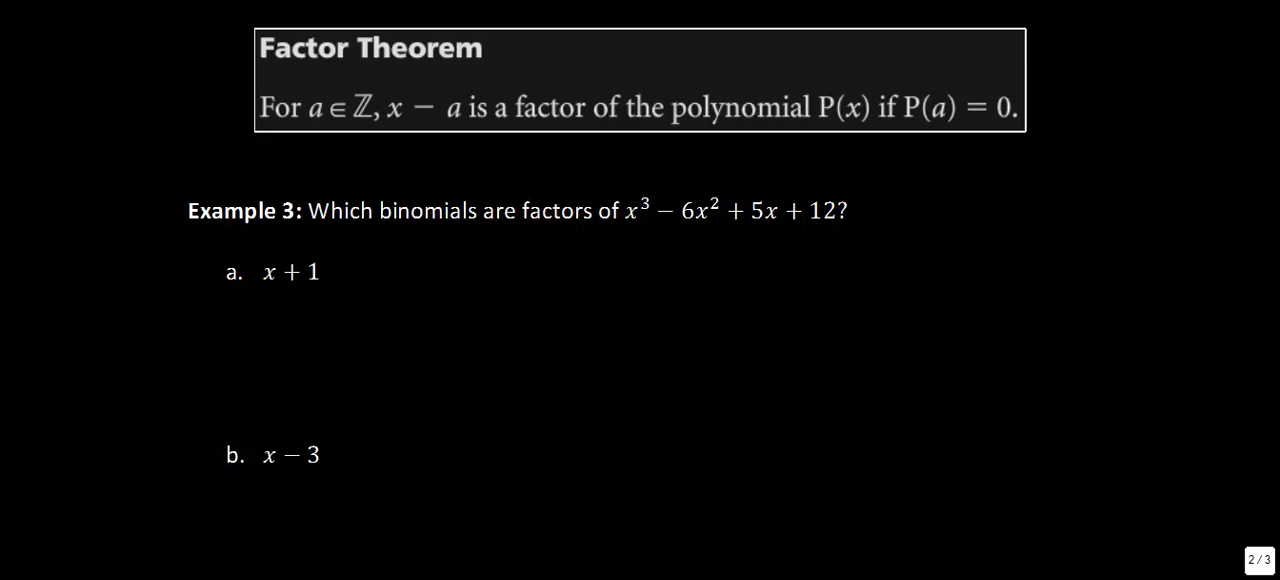 Factor Theorem
For a ∈ ℤ, x − a is a factor of the polynomial P(x) if P(a) = 0.
Example 3: Which binomials are factors of x³ − 6x² + 5x + 12?
a. x + 1
b. x − 3
2/3